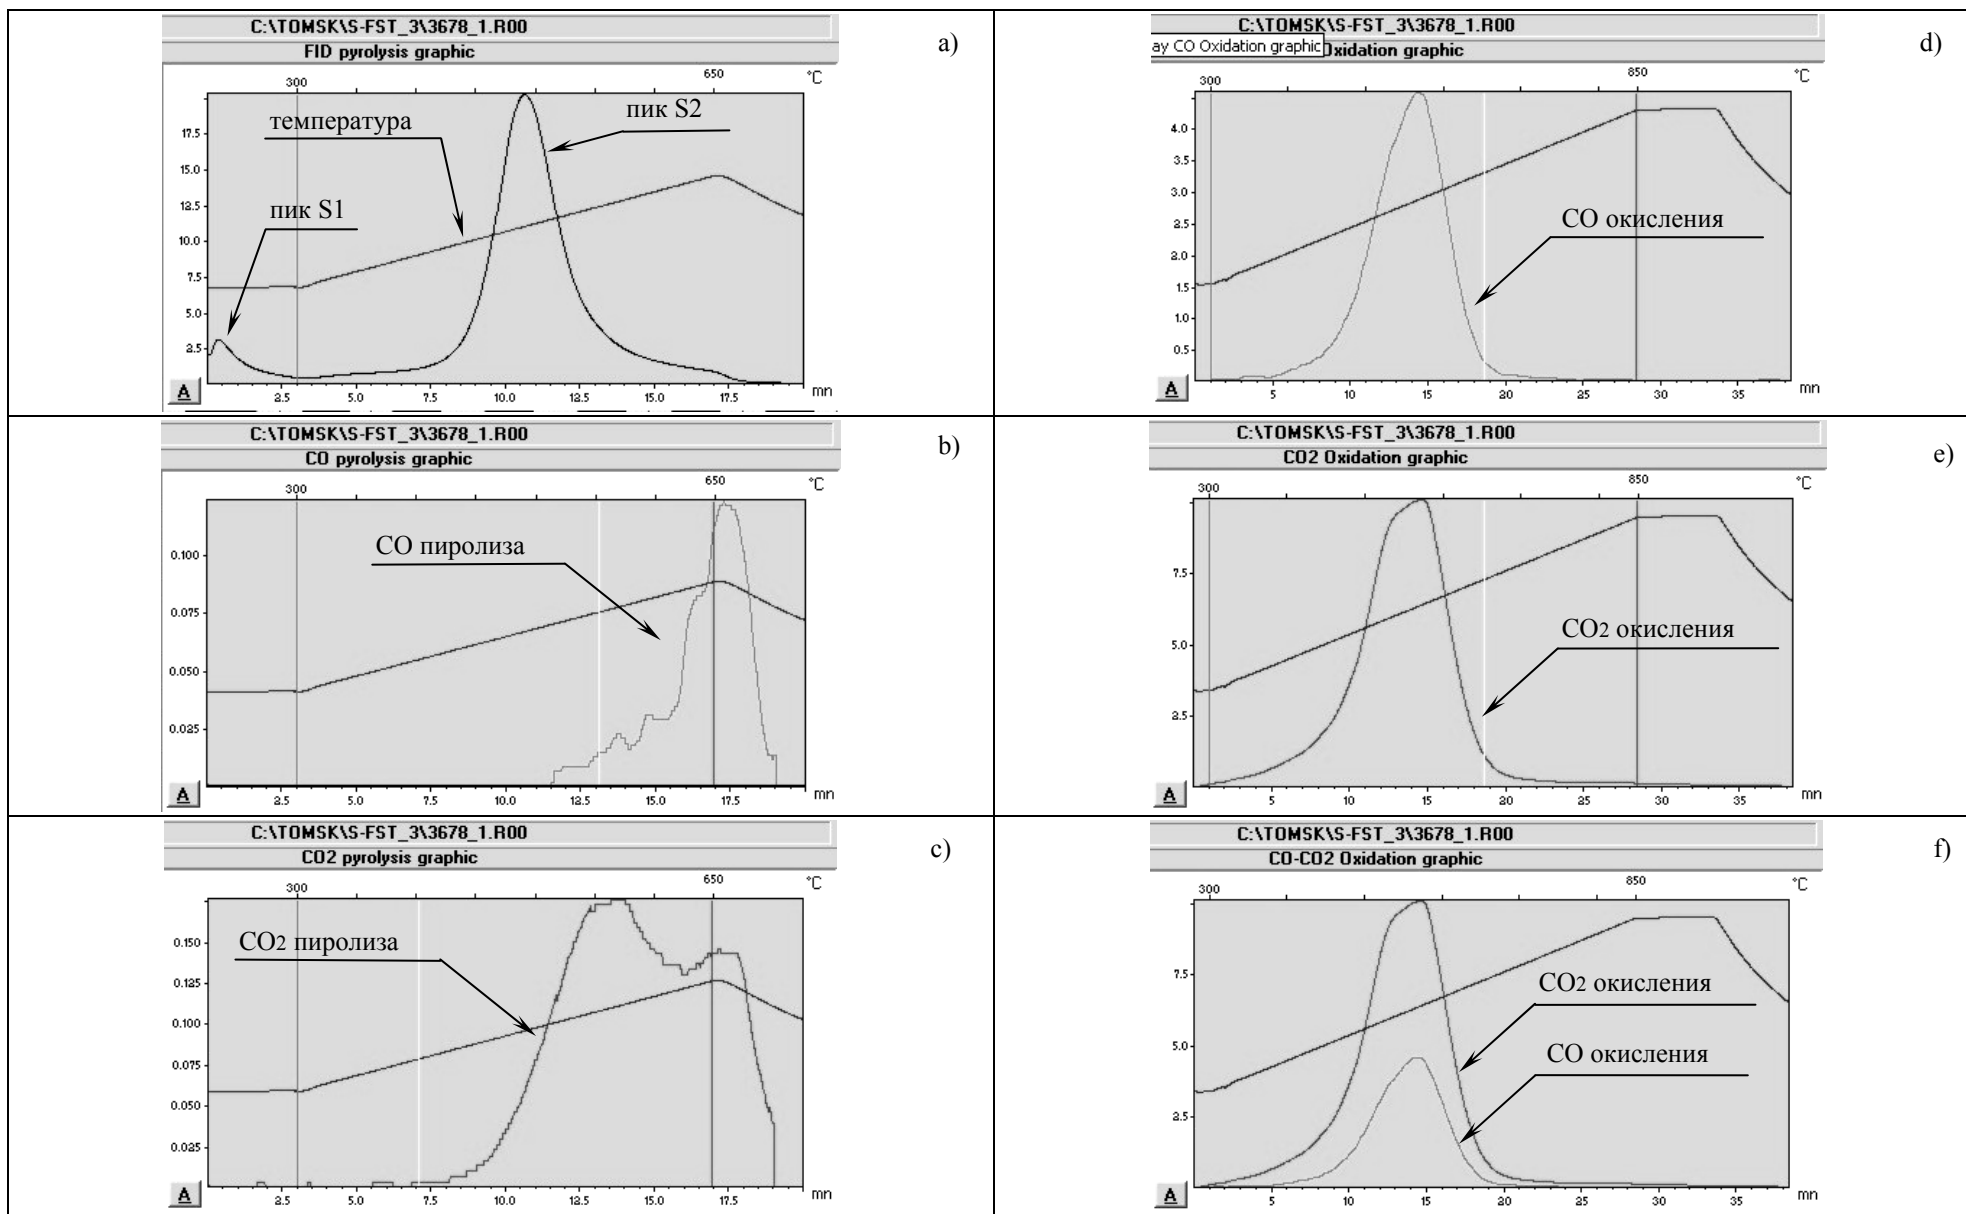 C:\TOMSK\S-FST_3\3678_1.R00
FID pyrolysis graphic
a)
300
650
°C
17.5
15.0
12.5
10.0
7.5
5.0
2.5
температура
пик S2
пик S1
A
2.5 5.0 7.5 10.0 12.5 15.0 17.5 mn
C:\TOMSK\S-FST_3\3678_1.R00
ay CO Oxidation graphic
Oxidation graphic
d)
300
850
°C
4.0
3.5
3.0
2.5
2.0
1.5
1.0
0.5
CO окисления
A
5 10 15 20 25 30 35 mn
C:\TOMSK\S-FST_3\3678_1.R00
CO pyrolysis graphic
b)
300
650
°C
0.100
0.075
0.050
0.025
CO пиролиза
A
2.5 5.0 7.5 10.0 12.5 15.0 17.5 mn
C:\TOMSK\S-FST_3\3678_1.R00
CO2 Oxidation graphic
e)
300
850
°C
7.5
5.0
2.5
CO2 окисления
A
5 10 15 20 25 30 35 mn
C:\TOMSK\S-FST_3\3678_1.R00
CO2 pyrolysis graphic
c)
300
650
°C
0.150
0.125
0.100
0.075
0.050
0.025
CO2 пиролиза
A
2.5 5.0 7.5 10.0 12.5 15.0 17.5 mn
C:\TOMSK\S-FST_3\3678_1.R00
CO-CO2 Oxidation graphic
f)
300
850
°C
7.5
5.0
2.5
CO2 окисления
CO окисления
A
5 10 15 20 25 30 35 mn